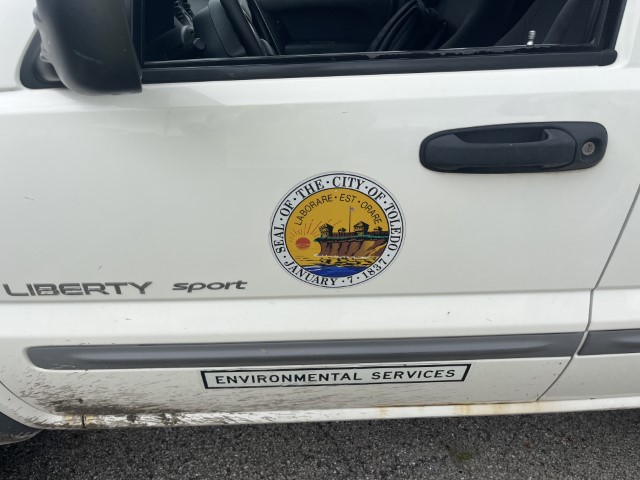 SEAL · OF · THE · CITY · OF · TOLEDO
LABORARE · EST · ORARE
· JANUARY · 7 · 1837 ·
LIBERTY sport
ENVIRONMENTAL SERVICES